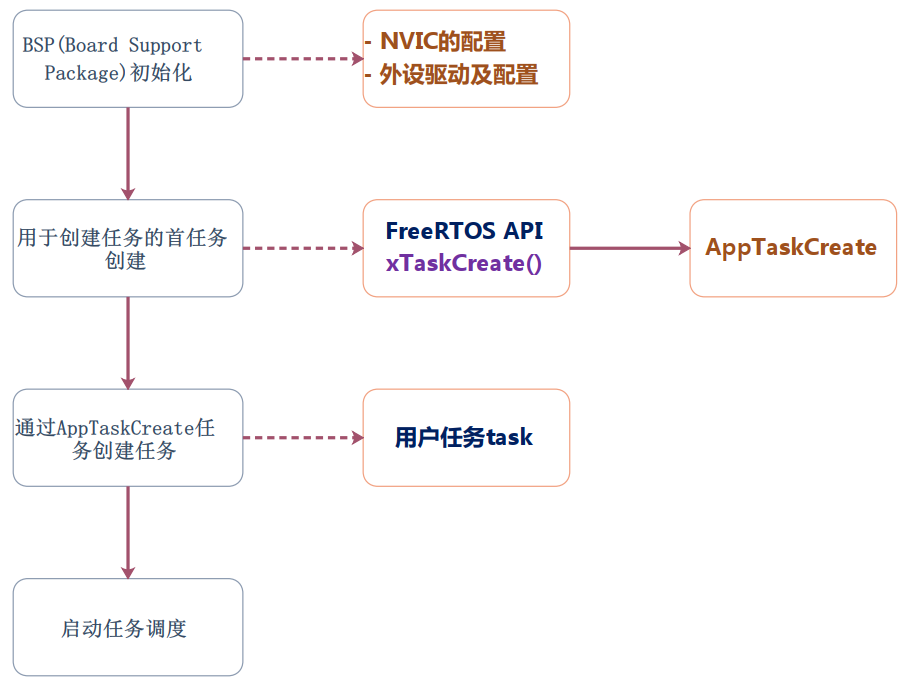 BSP(Board Support
Package)初始化
- NVIC的配置
- 外设驱动及配置
用于创建任务的首任务
创建
FreeRTOS API
xTaskCreate()
AppTaskCreate
通过AppTaskCreate任
务创建任务
用户任务task
启动任务调度